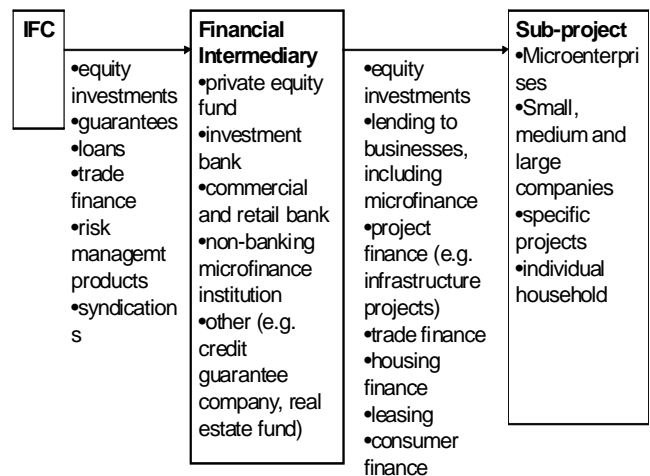 IFC
•equity
investments
•guarantees
•loans
•trade
finance
•risk
managemt
products
•syndication
s
Financial
Intermediary
•private equity
fund
•investment
bank
•commercial
and retail bank
•non-banking
microfinance
institution
•other (e.g.
credit
guarantee
company, real
estate fund)
•equity
investments
•lending to
businesses,
including
microfinance
•project
finance (e.g.
infrastructure
projects)
•trade finance
•housing
finance
•leasing
•consumer
finance
Sub-project
•Microenterpri
ses
•Small,
medium and
large
companies
•specific
projects
•individual
household